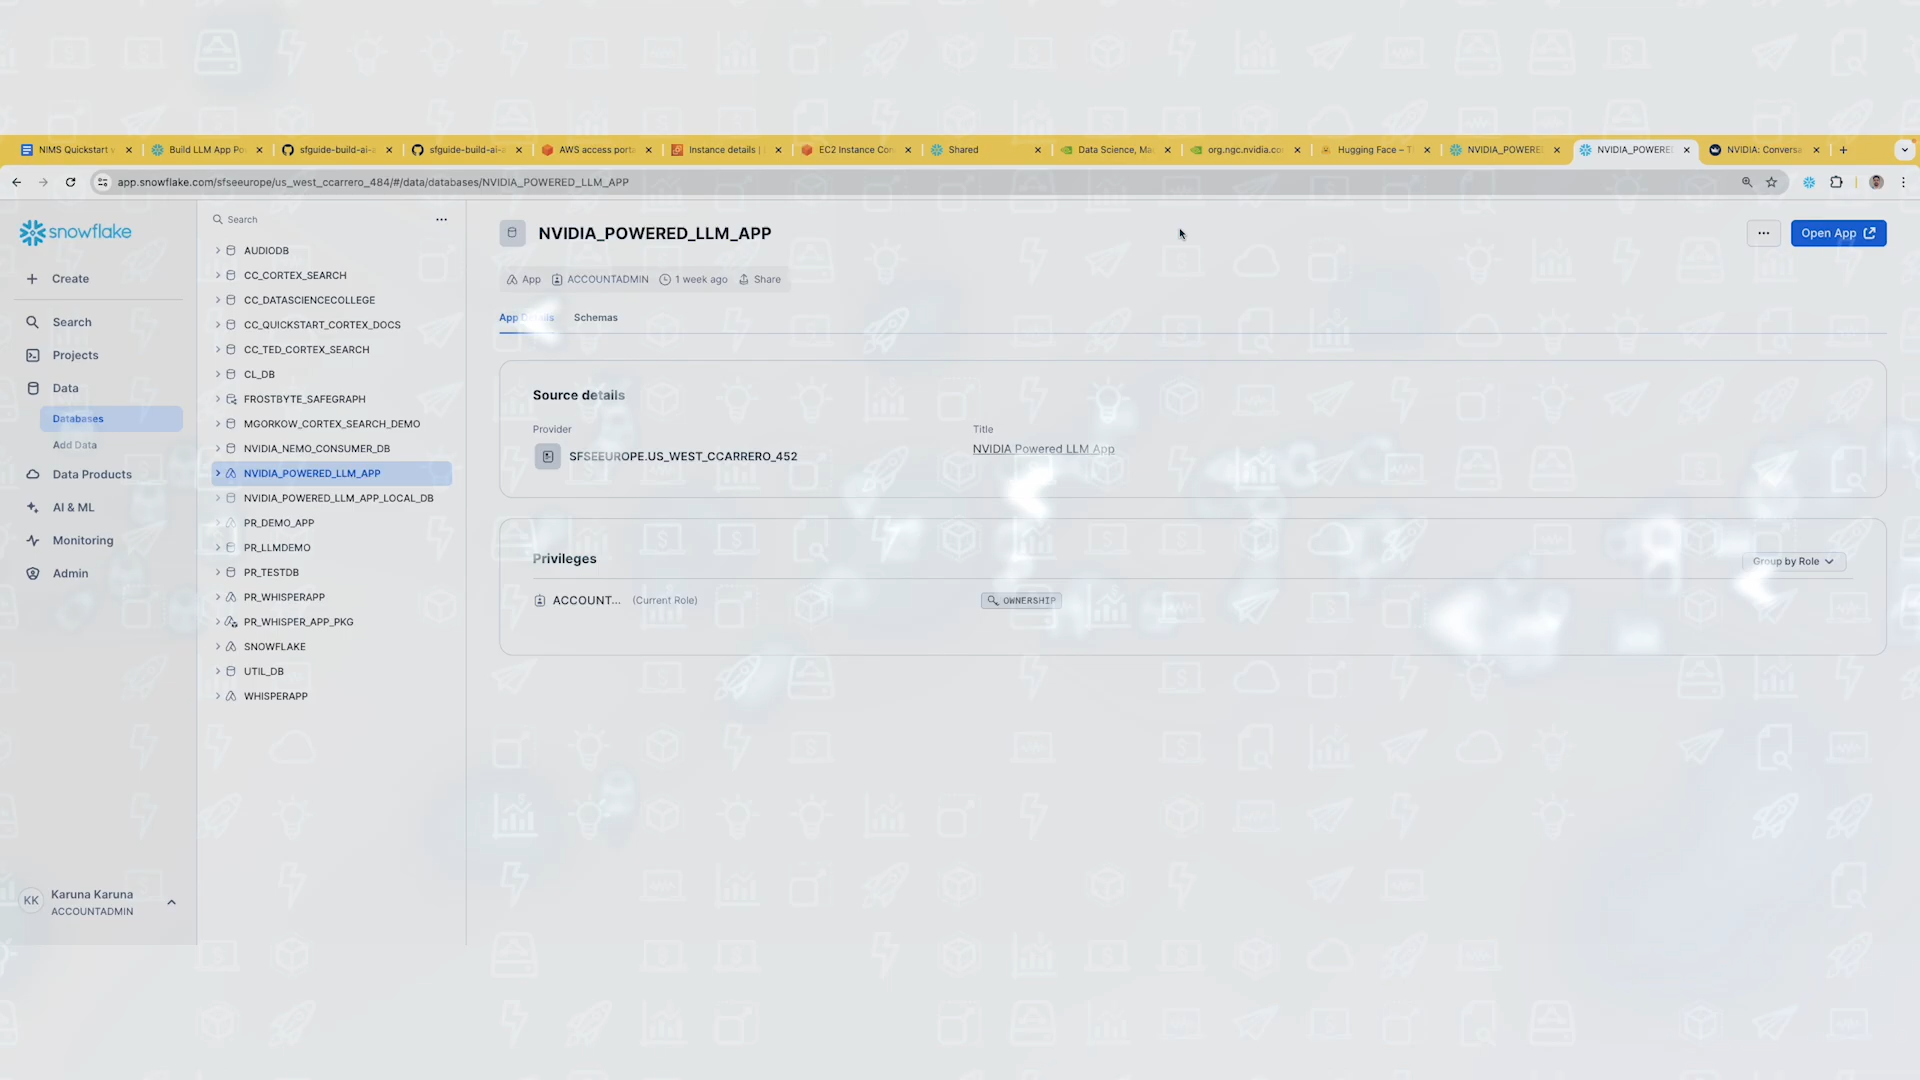 NIMS Quickstart
Build LLM App Po
sfguide-build-ai-
sfguide-build-ai-
AWS access porta
Instance details |
EC2 Instance Con
Shared
Data Science, Ma
org.ngc.nvidia.co
Hugging Face – T
NVIDIA_POWERED
NVIDIA_POWERED
NVIDIA: Conversa
app.snowflake.com/sfseeurope/us_west_ccarrero_484/#/data/databases/NVIDIA_POWERED_LLM_APP
snowflake
Create
Search
Projects
Data
Databases
Add Data
Data Products
AI & ML
Monitoring
Admin
KK
Karuna Karuna
ACCOUNTADMIN
Search
AUDIODB
CC_CORTEX_SEARCH
CC_DATASCIENCECOLLEGE
CC_QUICKSTART_CORTEX_DOCS
CC_TED_CORTEX_SEARCH
CL_DB
FROSTBYTE_SAFEGRAPH
MGORKOW_CORTEX_SEARCH_DEMO
NVIDIA_NEMO_CONSUMER_DB
NVIDIA_POWERED_LLM_APP
NVIDIA_POWERED_LLM_APP_LOCAL_DB
PR_DEMO_APP
PR_LLMDEMO
PR_TESTDB
PR_WHISPERAPP
PR_WHISPER_APP_PKG
SNOWFLAKE
UTIL_DB
WHISPERAPP
NVIDIA_POWERED_LLM_APP
Open App
App ACCOUNTADMIN 1 week ago Share
App Details Schemas
Source details
Provider
SFSEEUROPE.US_WEST_CCARRERO_452
Title
NVIDIA Powered LLM App
Privileges
Group by Role
ACCOUNT... (Current Role)
OWNERSHIP